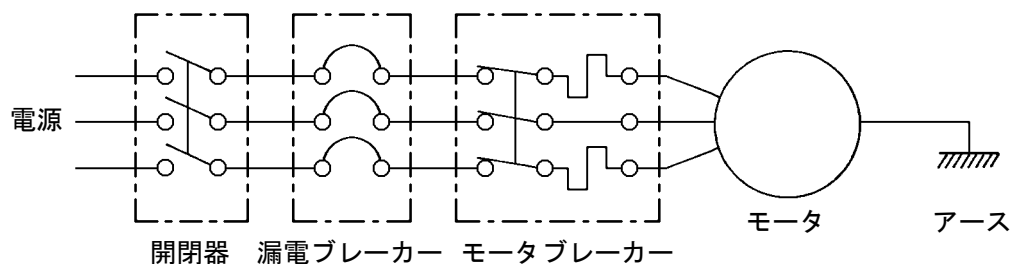 電源
モータ
アース
開閉器
漏電ブレーカー
モータブレーカー